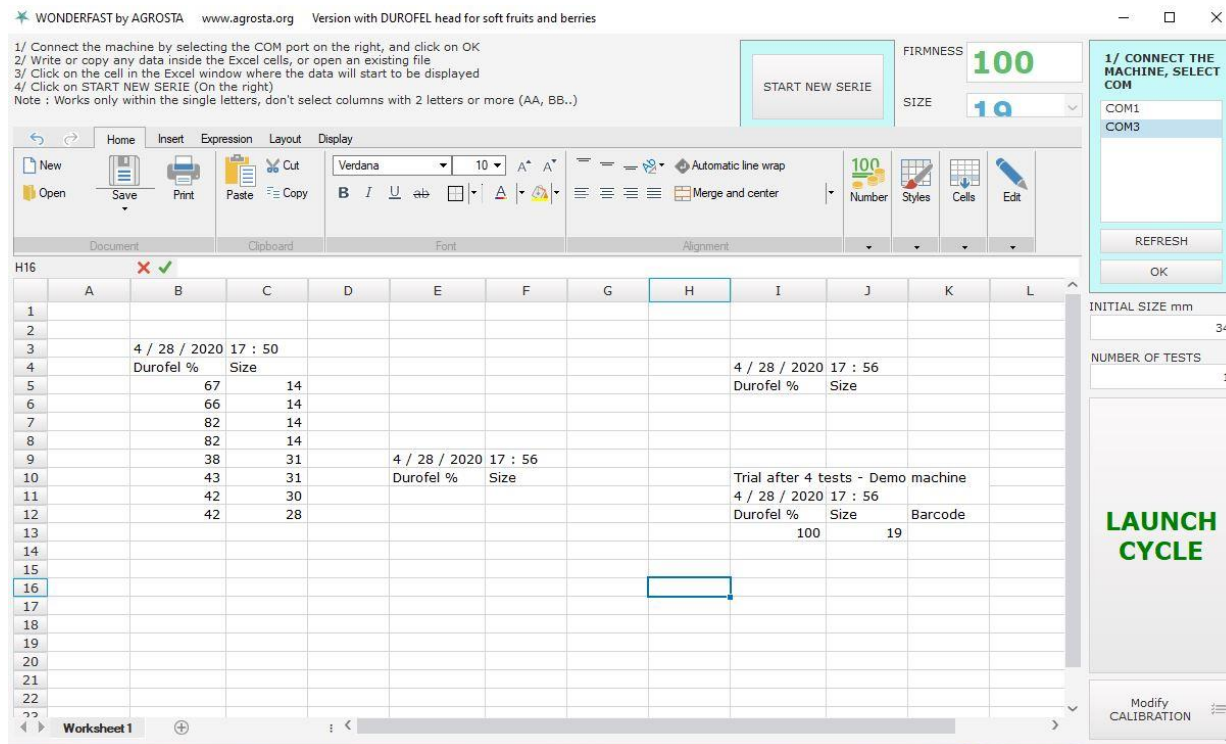 WONDERFAST by AGROSTA www.agrosta.org Version with DUROFEL head for soft fruits and berries
1/ Connect the machine by selecting the COM port on the right, and click on OK
2/ Write or copy any data inside the Excel cells, or open an existing file
3/ Click on the cell in the Excel window where the data will start to be displayed
4/ Click on START NEW SERIE (On the right)
Note : Works only within the single letters, don't select columns with 2 letters or more (AA, BB..)
START NEW SERIE
FIRMNESS 100
SIZE 19
1/ CONNECT THE
MACHINE, SELECT
COM
COM1
COM3
REFRESH
OK
INITIAL SIZE mm
34
NUMBER OF TESTS
1
LAUNCH
CYCLE
Modify
CALIBRATION
Home Insert Expression Layout Display
New
Open
Save
Print
Document
Paste
Cut
Copy
Clipboard
Verdana 10 A A
B I U ab A
Font
Automatic line wrap
Merge and center
Alignment
100
Number
Styles
Cells
Edit
H16
A B C D E F G H I J K L
1
2
3 4 / 28 / 2020 17 : 50
4 Durofel % Size 4 / 28 / 2020 17 : 56
5 67 14 Durofel % Size
6 66 14
7 82 14
8 82 14
9 38 31 4 / 28 / 2020 17 : 56
10 43 31 Durofel % Size Trial after 4 tests - Demo machine
11 42 30 4 / 28 / 2020 17 : 56
12 42 28 Durofel % Size Barcode
13 100 19
14
15
16
17
18
19
20
21
22
23
Worksheet1